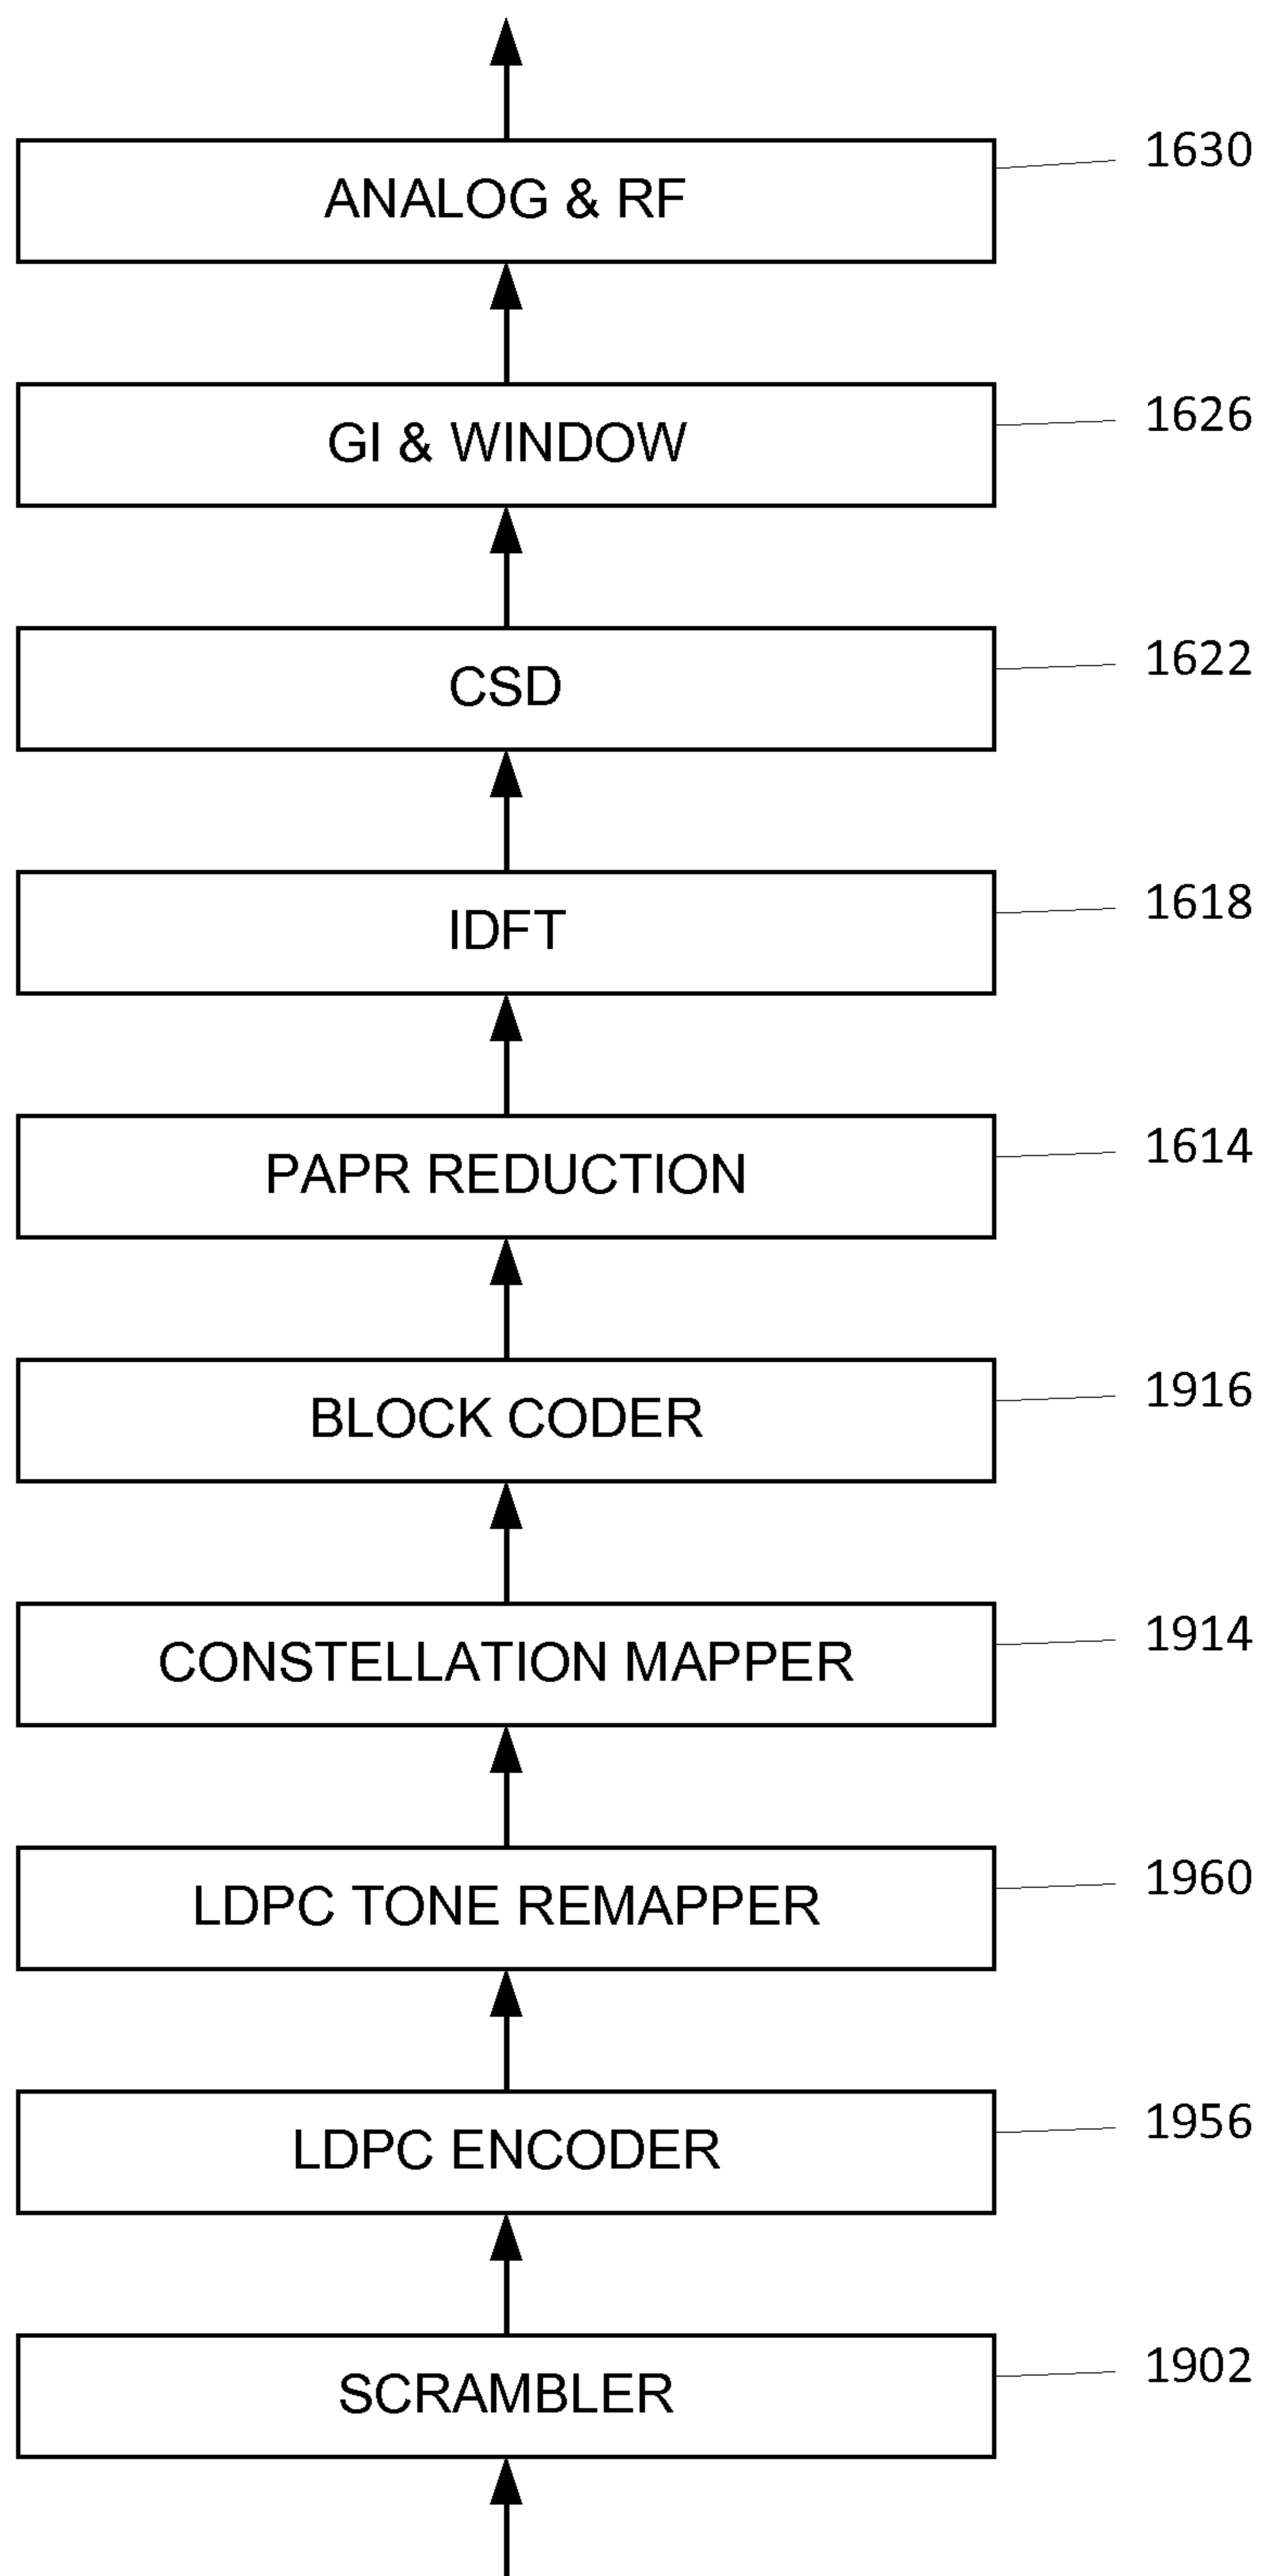 ANALOG & RF 1630
GI & WINDOW 1626
CSD 1622
IDFT 1618
PAPR REDUCTION 1614
BLOCK CODER 1916
CONSTELLATION MAPPER 1914
LDPC TONE REMAPPER 1960
LDPC ENCODER 1956
SCRAMBLER 1902